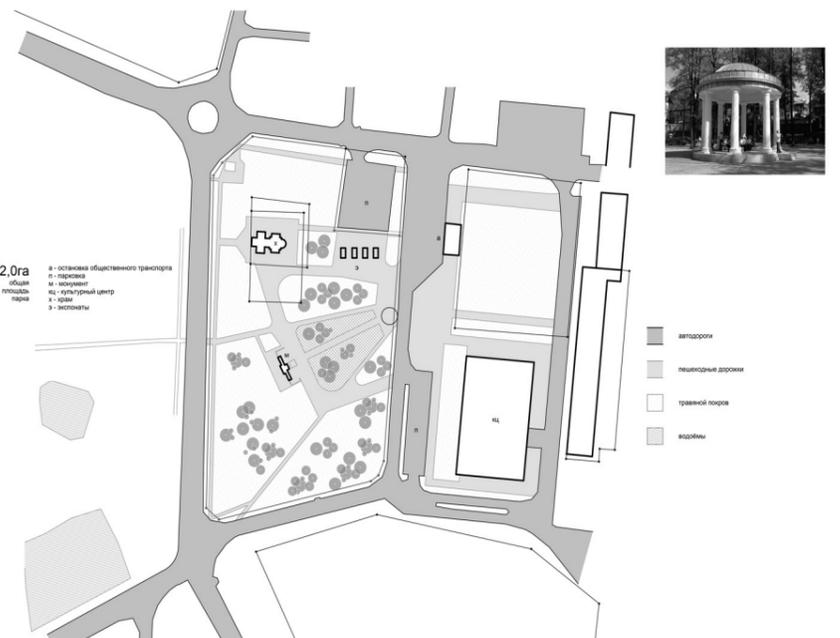 2,0га
общая
площадь
парка
а - остановка общественного транспорта
п - парковка
м - монумент
кц - культурный центр
х - храм
э - экспонаты
п
а
х
э
м
п
кц
автодороги
пешеходные дорожки
травяной покров
водоёмы